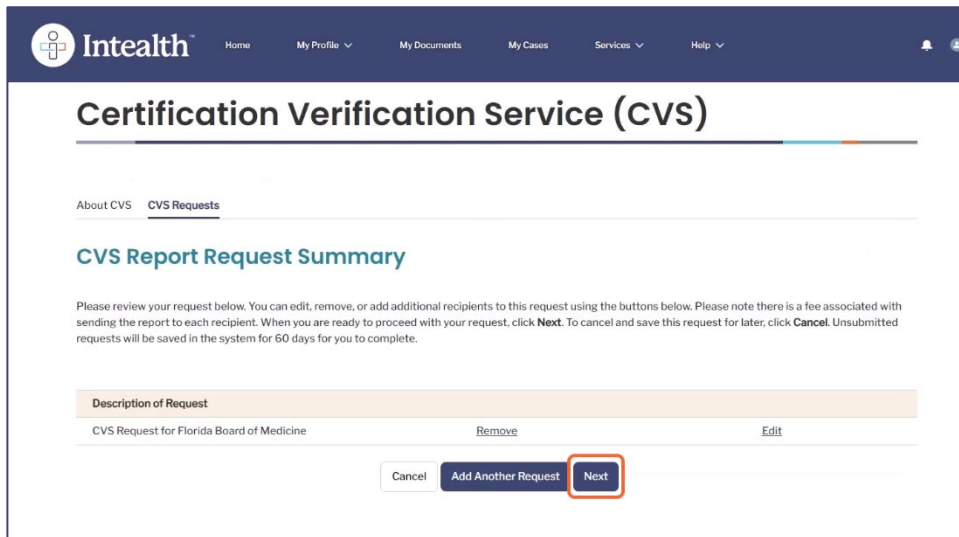 Intealth™
Home My Profile My Documents My Cases Services Help
Certification Verification Service (CVS)
About CVS CVS Requests
CVS Report Request Summary
Please review your request below. You can edit, remove, or add additional recipients to this request using the buttons below. Please note there is a fee associated with
sending the report to each recipient. When you are ready to proceed with your request, click Next. To cancel and save this request for later, click Cancel. Unsubmitted
requests will be saved in the system for 60 days for you to complete.
Description of Request
CVS Request for Florida Board of Medicine Remove Edit
Cancel Add Another Request Next